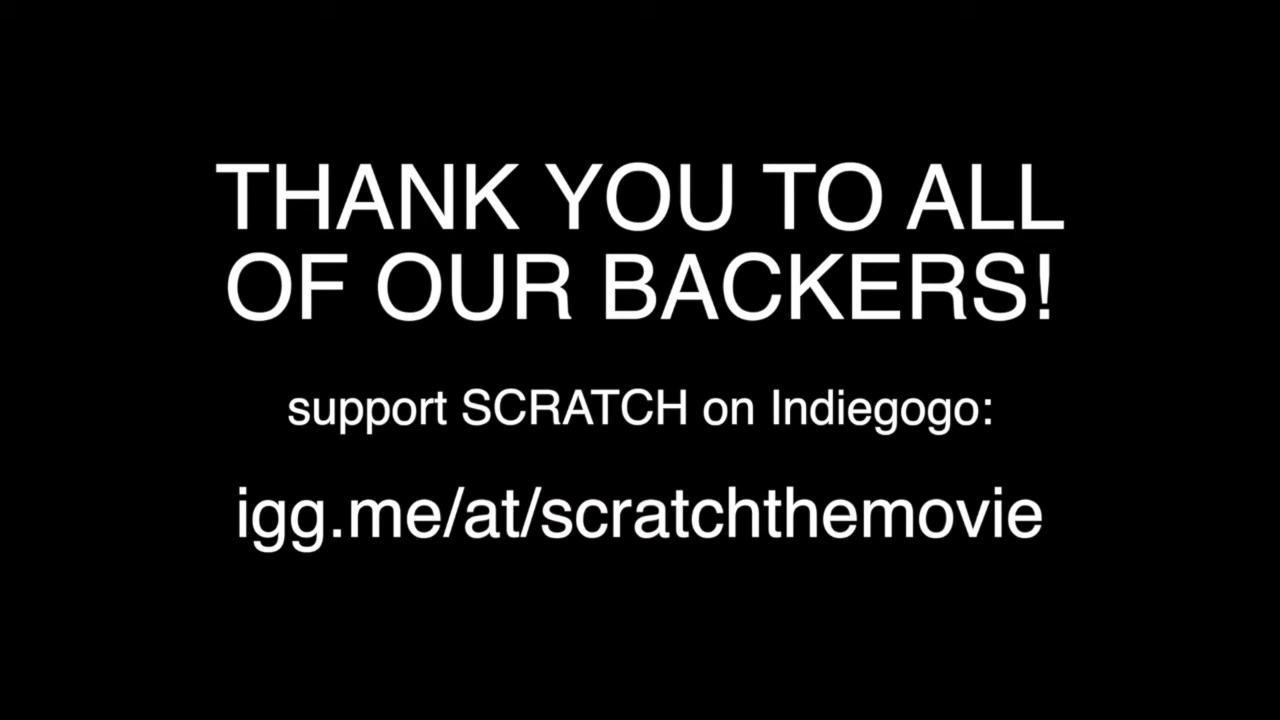 THANK YOU TO ALL
OF OUR BACKERS!
support SCRATCH on Indiegogo:
igg.me/at/scratchthemovie